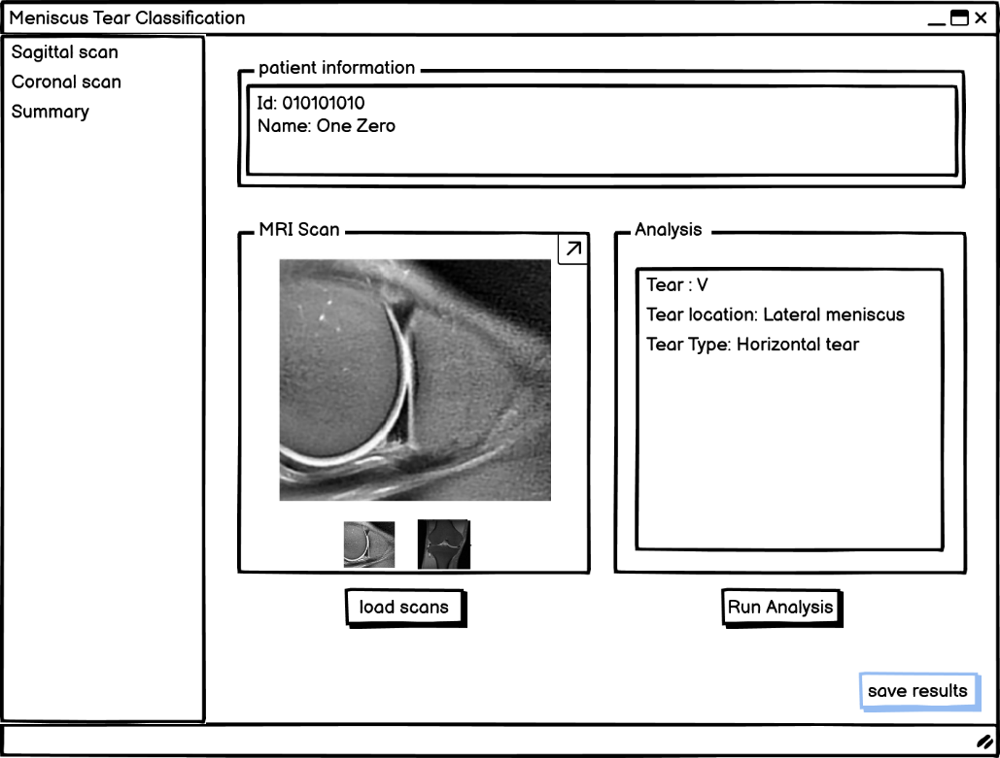 Meniscus Tear Classification
Sagittal scan
Coronal scan
Summary
patient information
Id: 010101010
Name: One Zero
MRI Scan
Analysis
Tear : V
Tear location: Lateral meniscus
Tear Type: Horizontal tear
load scans
Run Analysis
save results